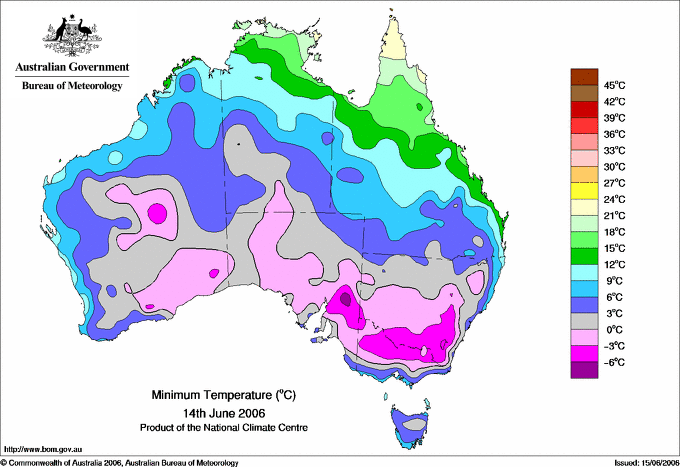 Australian Government
Bureau of Meteorology
45°C
42°C
39°C
36°C
33°C
30°C
27°C
24°C
21°C
18°C
15°C
12°C
9°C
6°C
3°C
0°C
-3°C
-6°C
Minimum Temperature (°C)
14th June 2006
Product of the National Climate Centre
http://www.bom.gov.au
© Commonwealth of Australia 2006, Australian Bureau of Meteorology
Issued: 15/06/2006